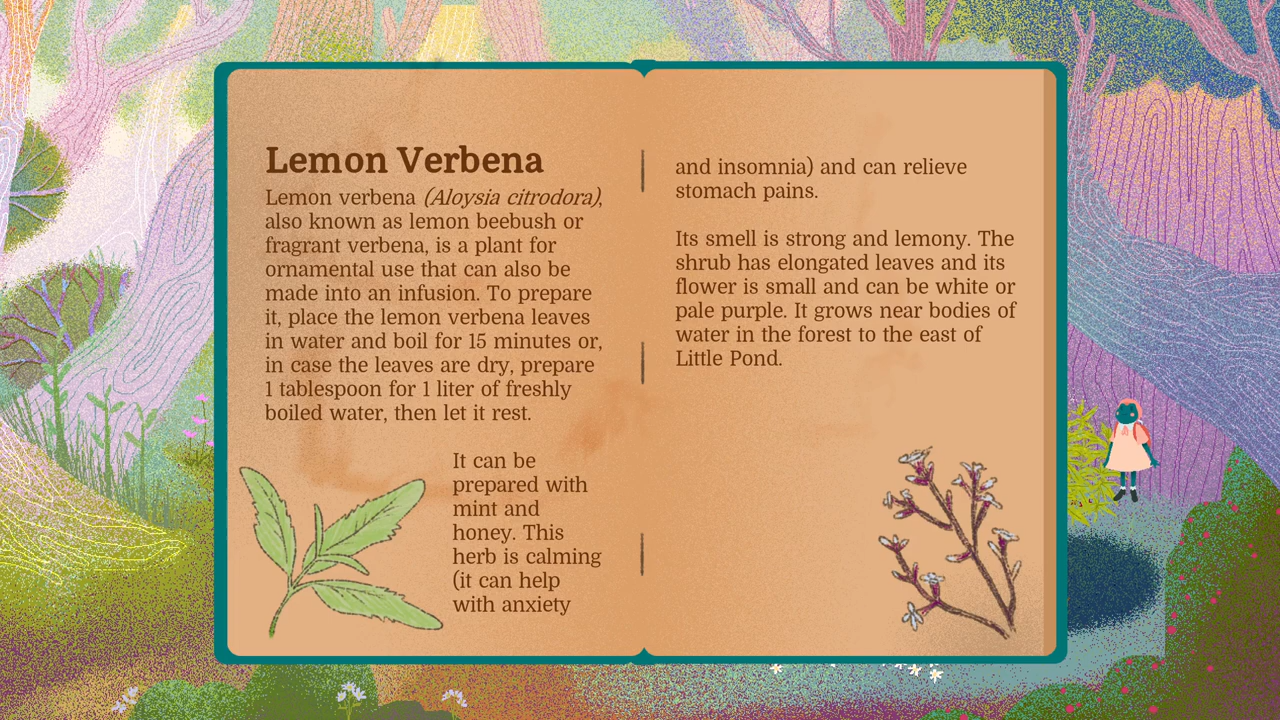 Lemon Verbena
Lemon verbena (Aloysia citrodora),
also known as lemon beebush or
fragrant verbena, is a plant for
ornamental use that can also be
made into an infusion. To prepare
it, place the lemon verbena leaves
in water and boil for 15 minutes or,
in case the leaves are dry, prepare
1 tablespoon for 1 liter of freshly
boiled water, then let it rest.
It can be
prepared with
mint and
honey. This
herb is calming
(it can help
with anxiety
and insomnia) and can relieve
stomach pains.
Its smell is strong and lemony. The
shrub has elongated leaves and its
flower is small and can be white or
pale purple. It grows near bodies of
water in the forest to the east of
Little Pond.